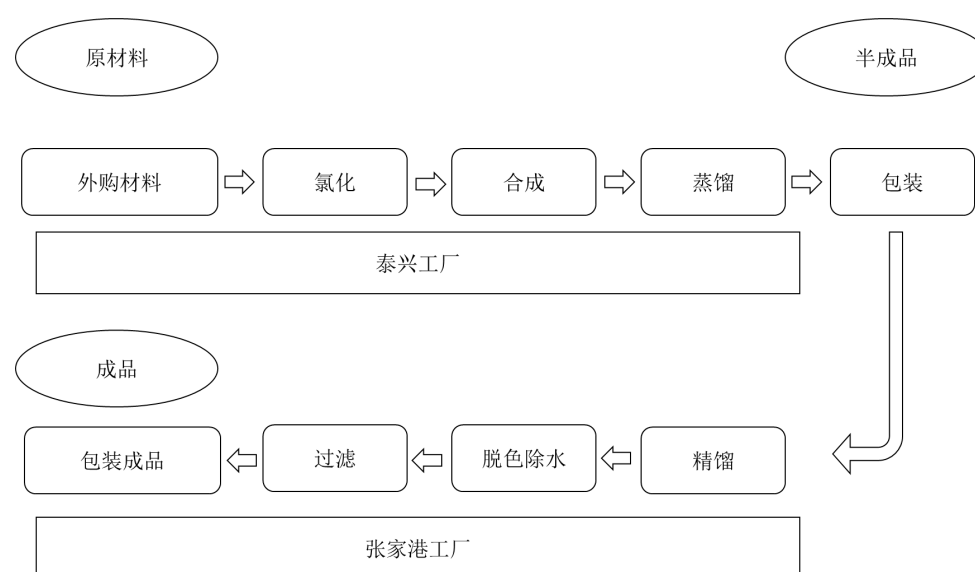 原材料
半成品
外购材料
氯化
合成
蒸馏
包装
泰兴工厂
成品
包装成品
过滤
脱色除水
精馏
张家港工厂